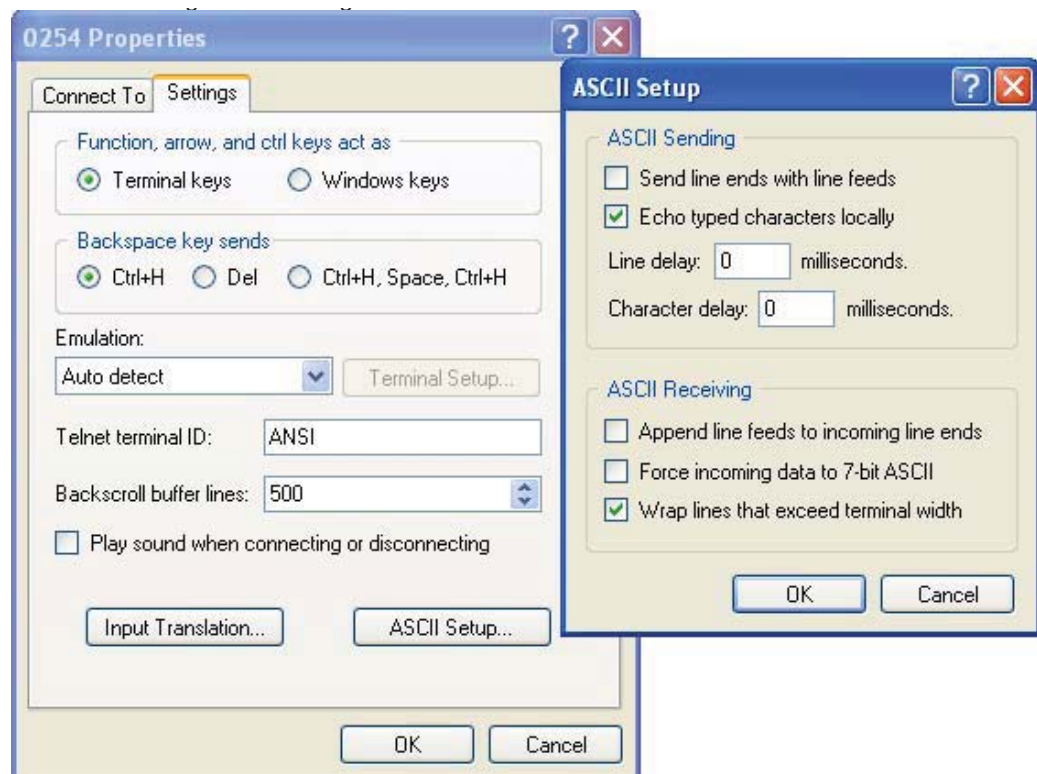 0254 Properties
Connect To Settings
Function, arrow, and ctrl keys act as
Terminal keys Windows keys
Backspace key sends
Ctrl+H Del Ctrl+H, Space, Ctrl+H
Emulation:
Auto detect Terminal Setup...
Telnet terminal ID: ANSI
Backscroll buffer lines: 500
Play sound when connecting or disconnecting
Input Translation... ASCII Setup...
OK Cancel
ASCII Setup
ASCII Sending
Send line ends with line feeds
Echo typed characters locally
Line delay: 0 milliseconds.
Character delay: 0 milliseconds.
ASCII Receiving
Append line feeds to incoming line ends
Force incoming data to 7-bit ASCII
Wrap lines that exceed terminal width
OK Cancel